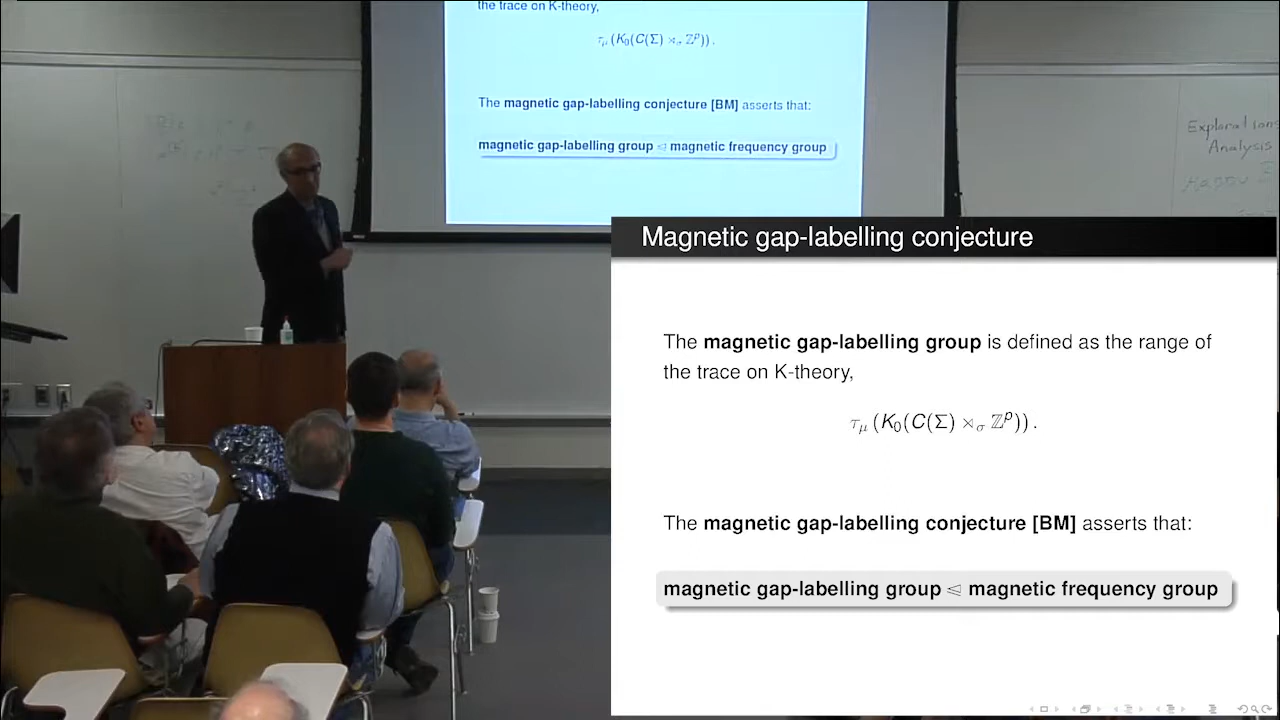 the trace on K-theory,
τμ (K0(C(Σ) ⋊σ ℤp)) .
The magnetic gap-labelling conjecture [BM] asserts that:
magnetic gap-labelling group ⊴ magnetic frequency group
Explorations
Analysis
Magnetic gap-labelling conjecture
The magnetic gap-labelling group is defined as the range of
the trace on K-theory,
τμ (K0(C(Σ) ⋊σ ℤp)) .
The magnetic gap-labelling conjecture [BM] asserts that:
magnetic gap-labelling group ⊴ magnetic frequency group